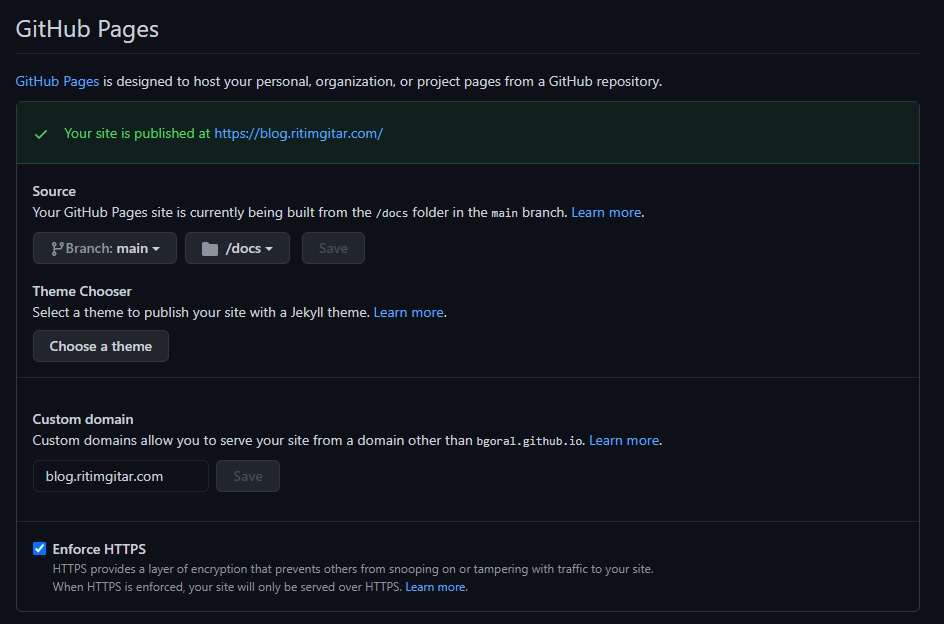 GitHub Pages
GitHub Pages is designed to host your personal, organization, or project pages from a GitHub repository.
Your site is published at https://blog.ritimgitar.com/
Source
Your GitHub Pages site is currently being built from the /docs folder in the main branch. Learn more.
Branch: main /docs Save
Theme Chooser
Select a theme to publish your site with a Jekyll theme. Learn more.
Choose a theme
Custom domain
Custom domains allow you to serve your site from a domain other than bgoral.github.io. Learn more.
blog.ritimgitar.com Save
Enforce HTTPS
HTTPS provides a layer of encryption that prevents others from snooping on or tampering with traffic to your site.
When HTTPS is enforced, your site will only be served over HTTPS. Learn more.